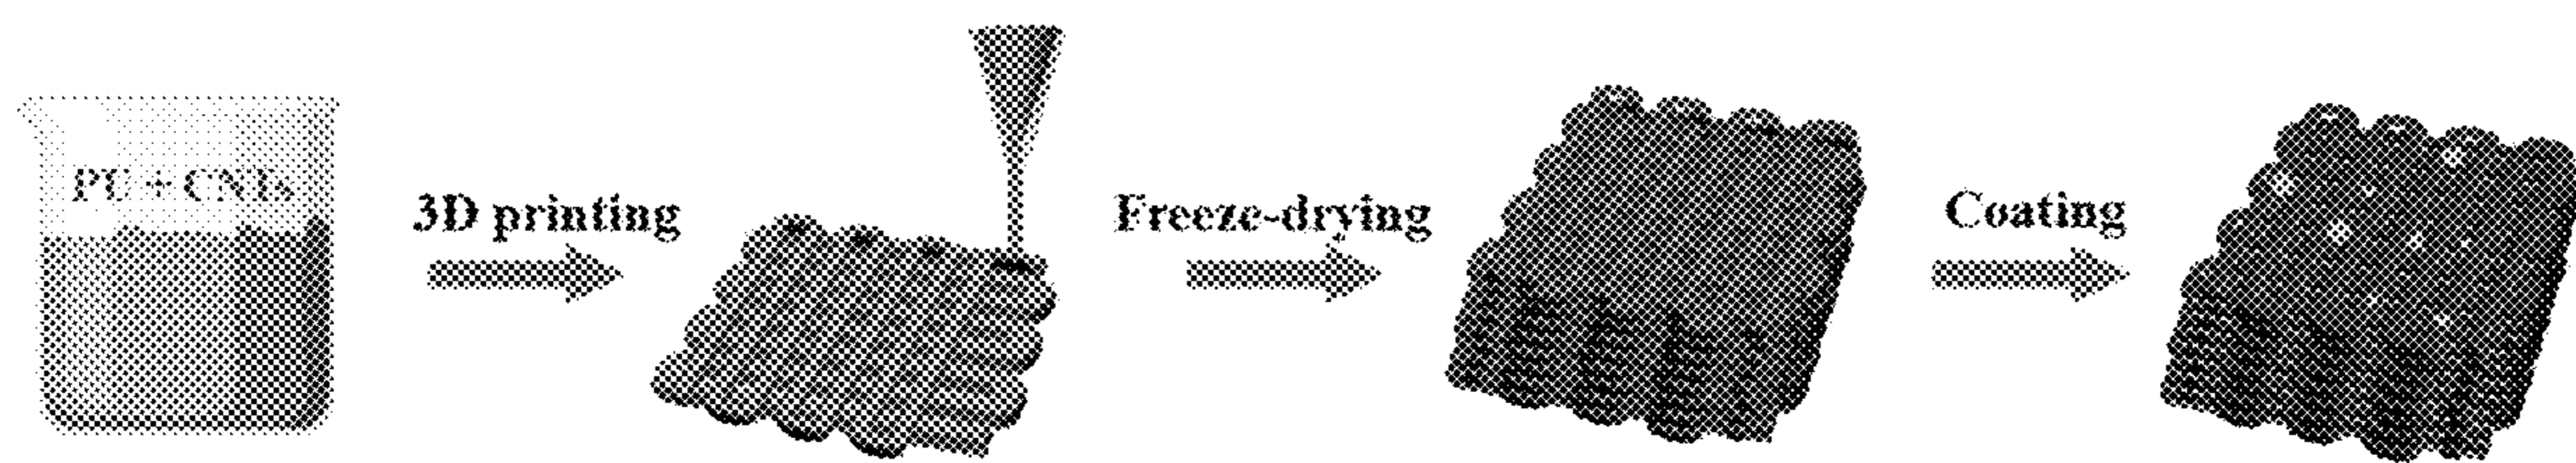 PU + CNTs
3D printing
Freeze-drying
Coating